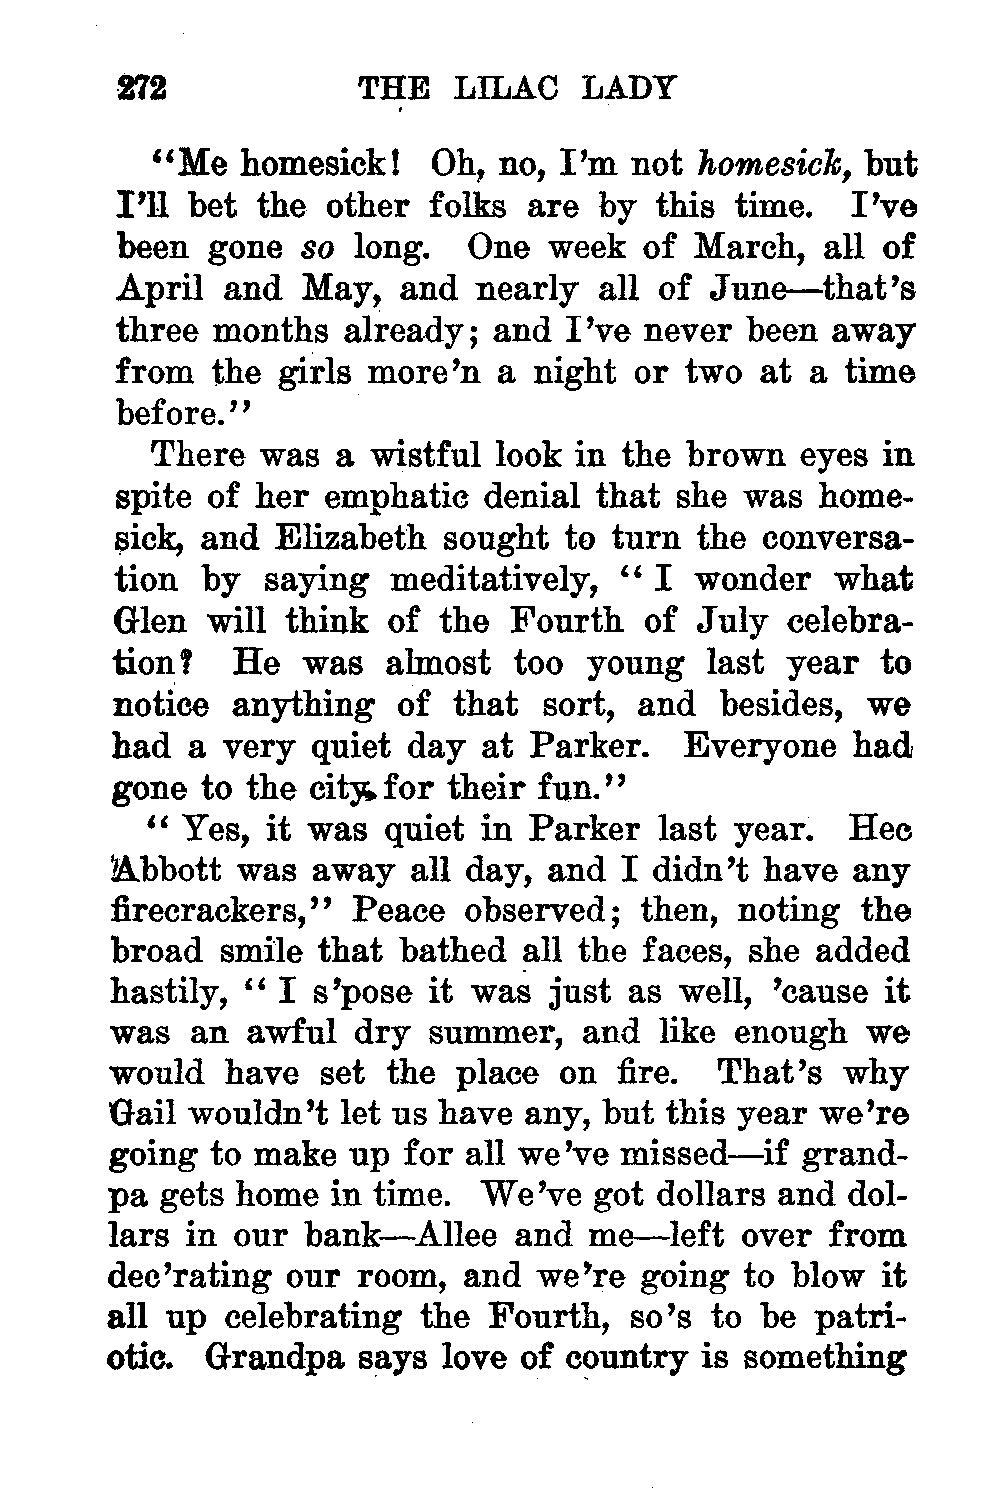 272 THE LILAC LADY
“Me homesick! Oh, no, I’m not homesick, but
I’ll bet the other folks are by this time. I’ve
been gone so long. One week of March, all of
April and May, and nearly all of June—that’s
three months already; and I’ve never been away
from the girls more’n a night or two at a time
before.”
There was a wistful look in the brown eyes in
spite of her emphatic denial that she was home-
sick, and Elizabeth sought to turn the conversa-
tion by saying meditatively, “I wonder what
Glen will think of the Fourth of July celebra-
tion? He was almost too young last year to
notice anything of that sort, and besides, we
had a very quiet day at Parker. Everyone had
gone to the city for their fun.”
“Yes, it was quiet in Parker last year. Hec
Abbott was away all day, and I didn’t have any
firecrackers,” Peace observed; then, noting the
broad smile that bathed all the faces, she added
hastily, “I s’pose it was just as well, ’cause it
was an awful dry summer, and like enough we
would have set the place on fire. That’s why
Gail wouldn’t let us have any, but this year we’re
going to make up for all we’ve missed—if grand-
pa gets home in time. We’ve got dollars and dol-
lars in our bank—Allee and me—left over from
dec’rating our room, and we’re going to blow it
all up celebrating the Fourth, so’s to be patri-
otic. Grandpa says love of country is something